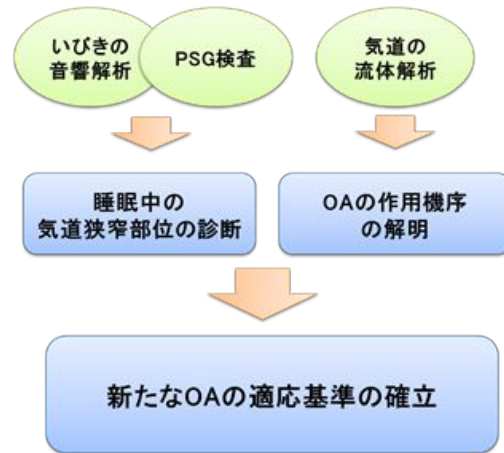 いびきの
音響解析
PSG検査
気道の
流体解析
睡眠中の
気道狭窄部位の診断
OAの作用機序
の解明
新たなOAの適応基準の確立